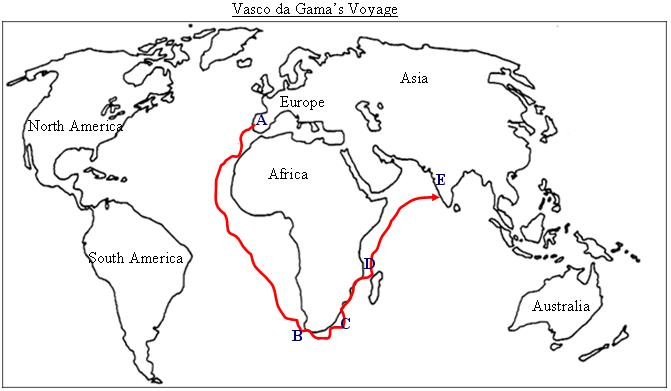 Vasco da Gama's Voyage
Asia
Europe
A
North America
Africa
E
South America
D
Australia
B
C